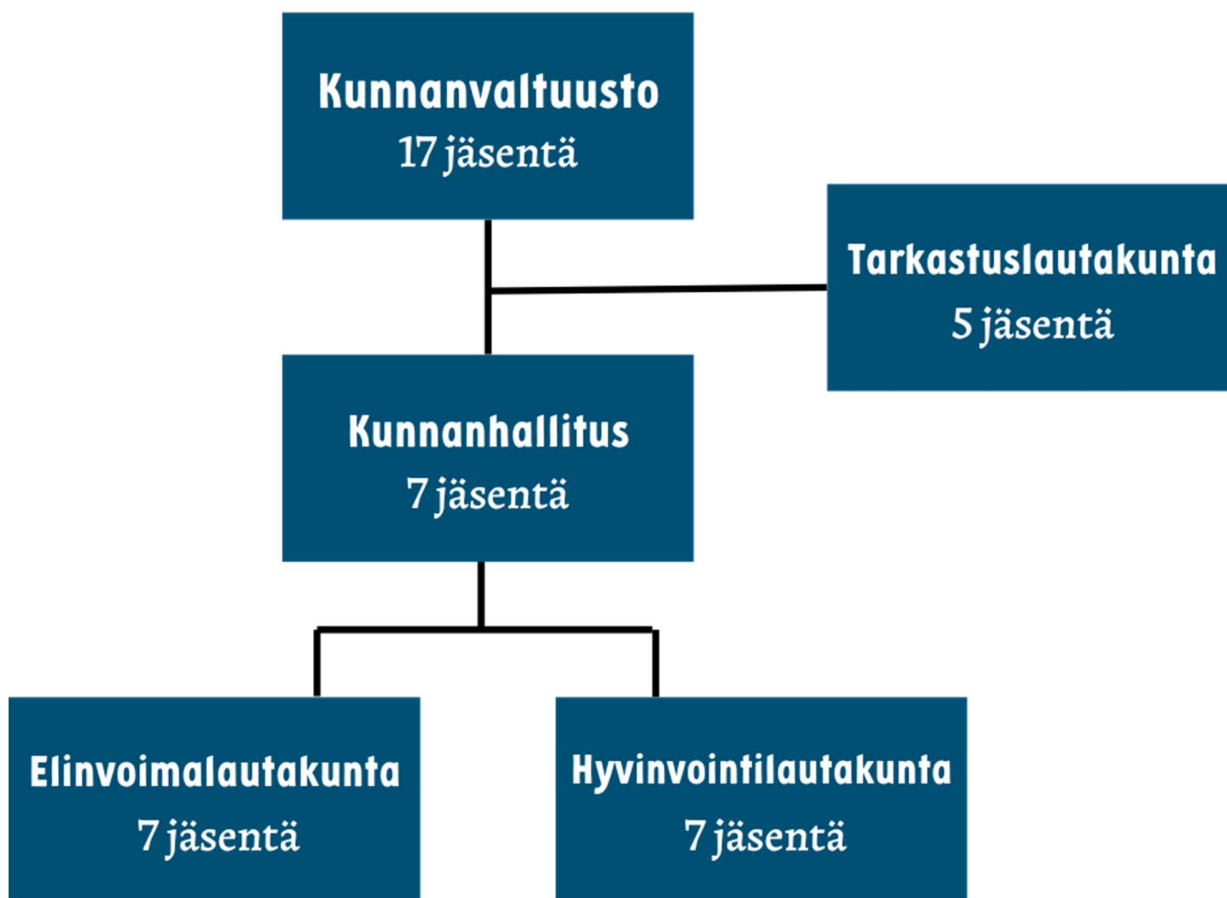 Kunnanvaltuusto
17 jäsentä
Tarkastuslautakunta
5 jäsentä
Kunnanhallitus
7 jäsentä
Elinvoimalautakunta
7 jäsentä
Hyvinvointilautakunta
7 jäsentä